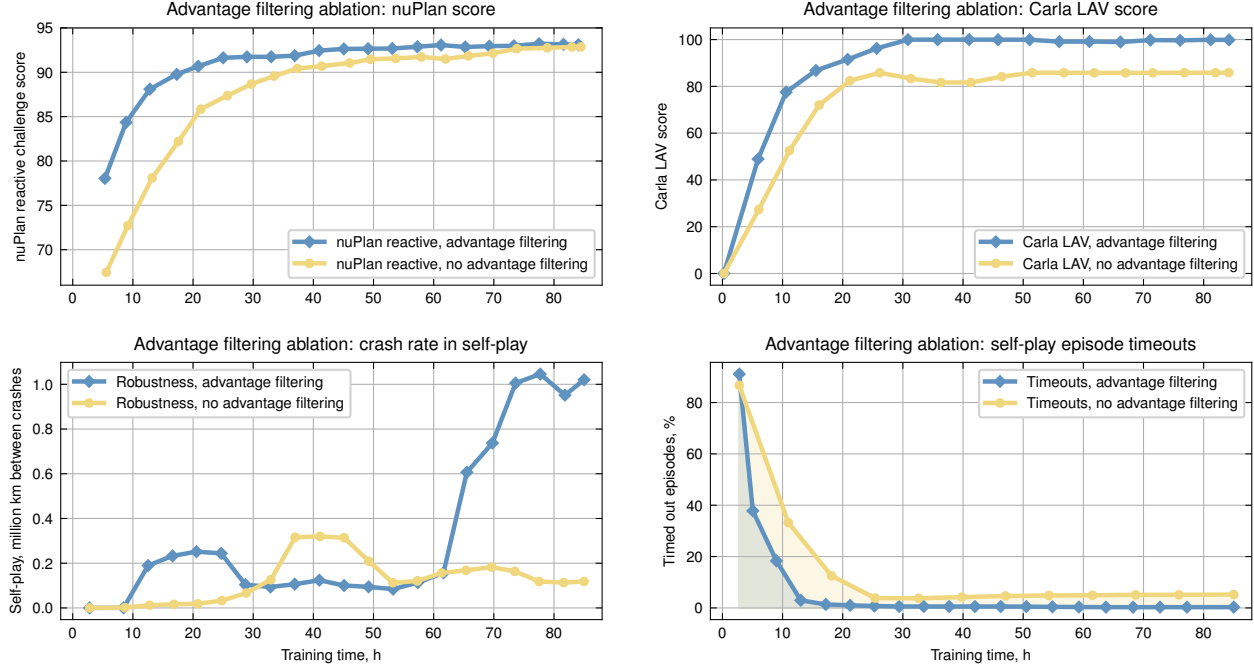 Advantage filtering ablation: nuPlan score
nuPlan reactive challenge score
95
90
85
80
75
70
0 10 20 30 40 50 60 70 80
nuPlan reactive, advantage filtering
nuPlan reactive, no advantage filtering
Advantage filtering ablation: Carla LAV score
Carla LAV score
100
80
60
40
20
0
0 10 20 30 40 50 60 70 80
Carla LAV, advantage filtering
Carla LAV, no advantage filtering
Advantage filtering ablation: crash rate in self-play
Self-play, million km between crashes
Robustness, advantage filtering
Robustness, no advantage filtering
1.0
0.8
0.6
0.4
0.2
0.0
0 10 20 30 40 50 60 70 80
Training time, h
Advantage filtering ablation: self-play episode timeouts
Timed out episodes, %
Timeouts, advantage filtering
Timeouts, no advantage filtering
80
60
40
20
0
0 10 20 30 40 50 60 70 80
Training time, h